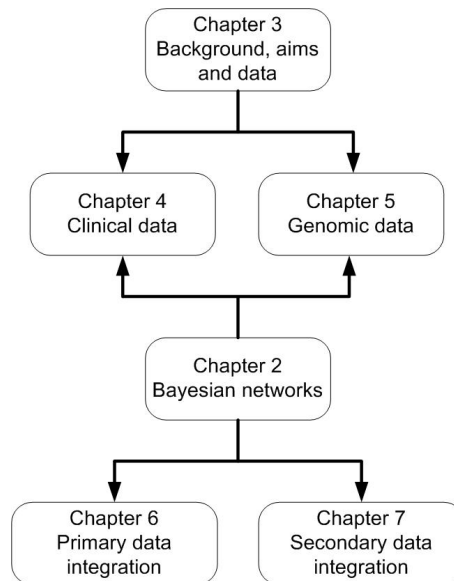 Chapter 3
Background, aims
and data
Chapter 4
Clinical data
Chapter 5
Genomic data
Chapter 2
Bayesian networks
Chapter 6
Primary data
integration
Chapter 7
Secondary data
integration